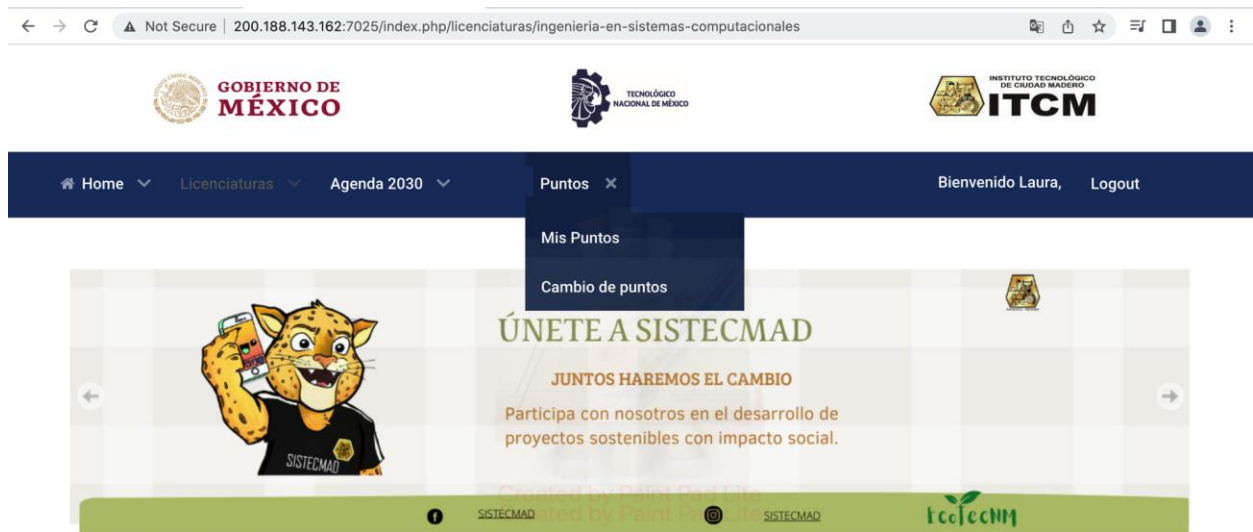 Not Secure | 200.188.143.162:7025/index.php/licenciaturas/ingenieria-en-sistemas-computacionales
GOBIERNO DE
MÉXICO
TECNOLÓGICO
NACIONAL DE MÉXICO
INSTITUTO TECNOLÓGICO
DE CIUDAD MADERO
ITCM
Home Licenciaturas Agenda 2030 Puntos Bienvenido Laura, Logout
Mis Puntos
Cambio de puntos
ÚNETE A SISTECMAD
JUNTOS HAREMOS EL CAMBIO
Participa con nosotros en el desarrollo de
proyectos sostenibles con impacto social.
SISTECMAD
Created by Paint Pad Lite
SISTECMAD SISTECMAD EcoTecNM